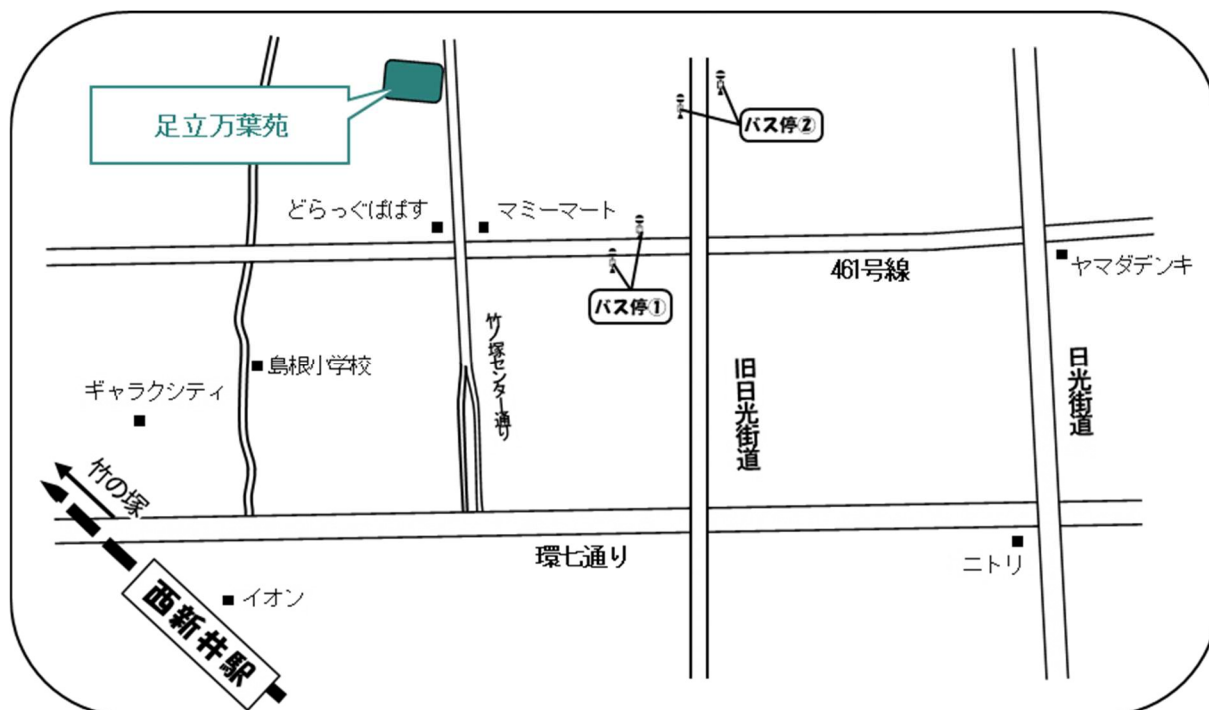 足立万葉苑
バス停②
どらっぐぱぱす
マミーマート
461号線
ヤマダデンキ
バス停①
竹ノ塚センター通り
島根小学校
旧日光街道
日光街道
ギャラクシティ
竹の塚
環七通り
ニトリ
イオン
西新井駅